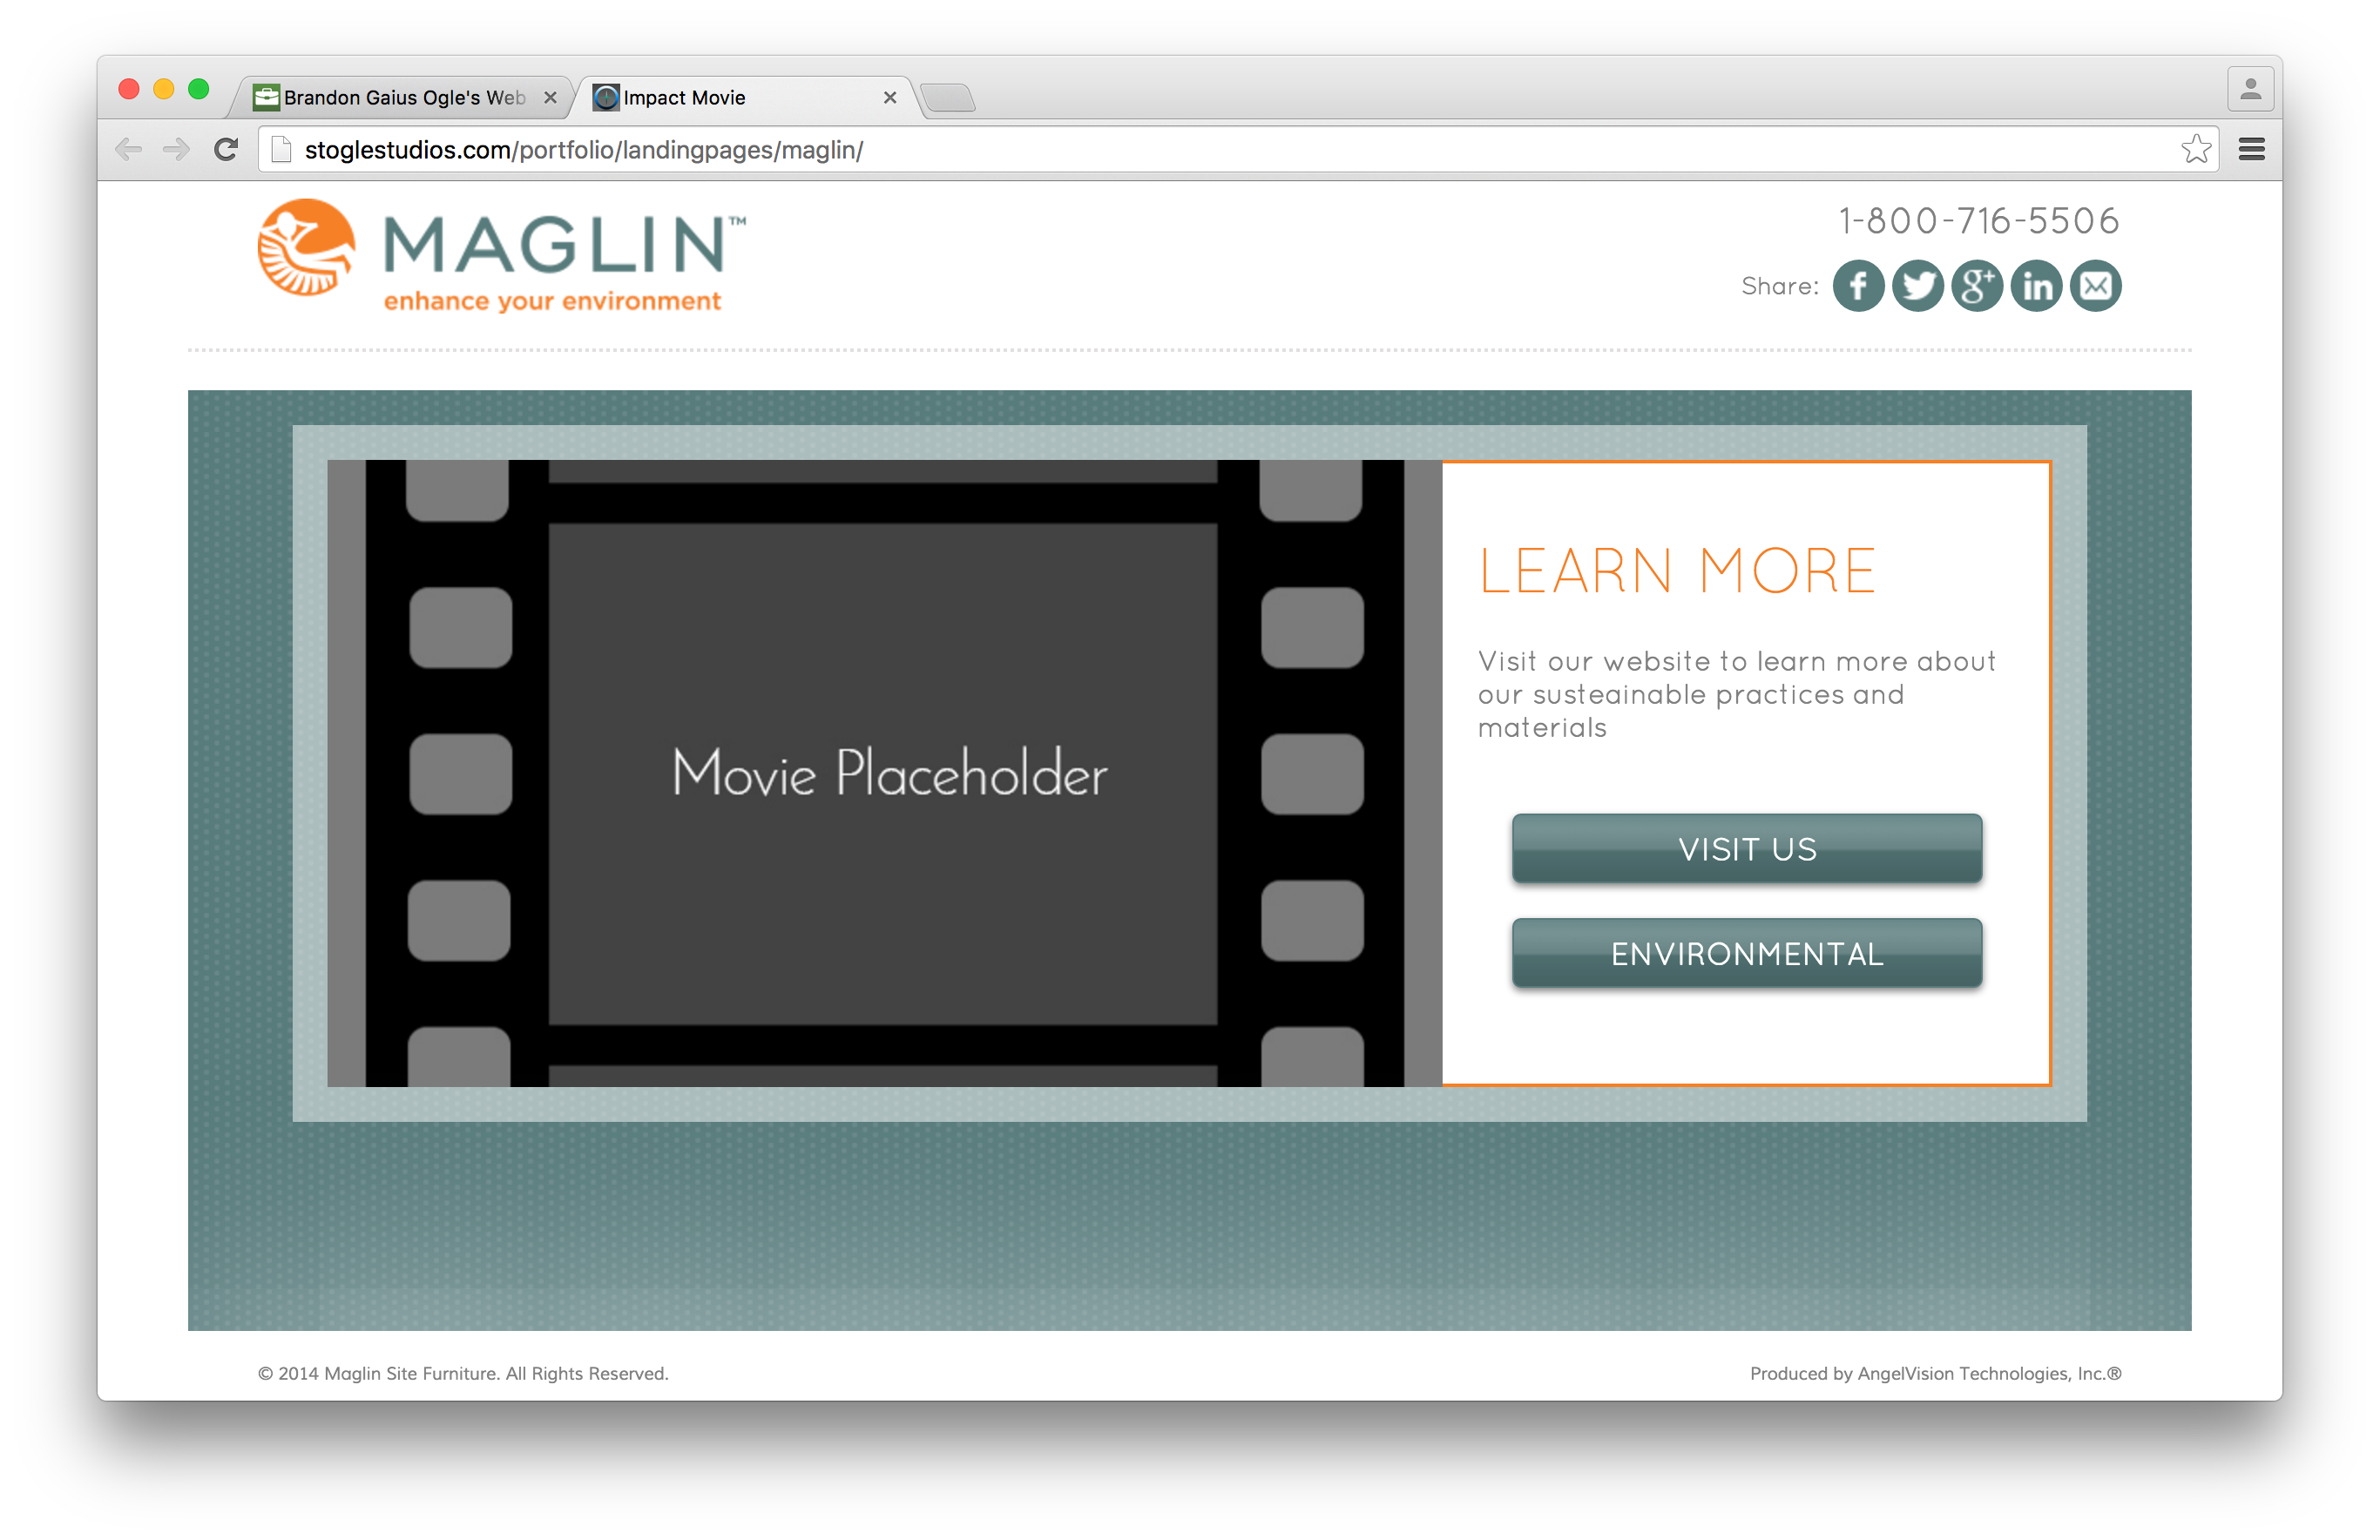 Brandon Gaius Ogle's Web
Impact Movie
stoglestudios.com/portfolio/landingpages/maglin/
MAGLIN™
enhance your environment
1-800-716-5506
Share:
Movie Placeholder
LEARN MORE
Visit our website to learn more about
our susteainable practices and
materials
VISIT US
ENVIRONMENTAL
© 2014 Maglin Site Furniture. All Rights Reserved.
Produced by AngelVision Technologies, Inc.®